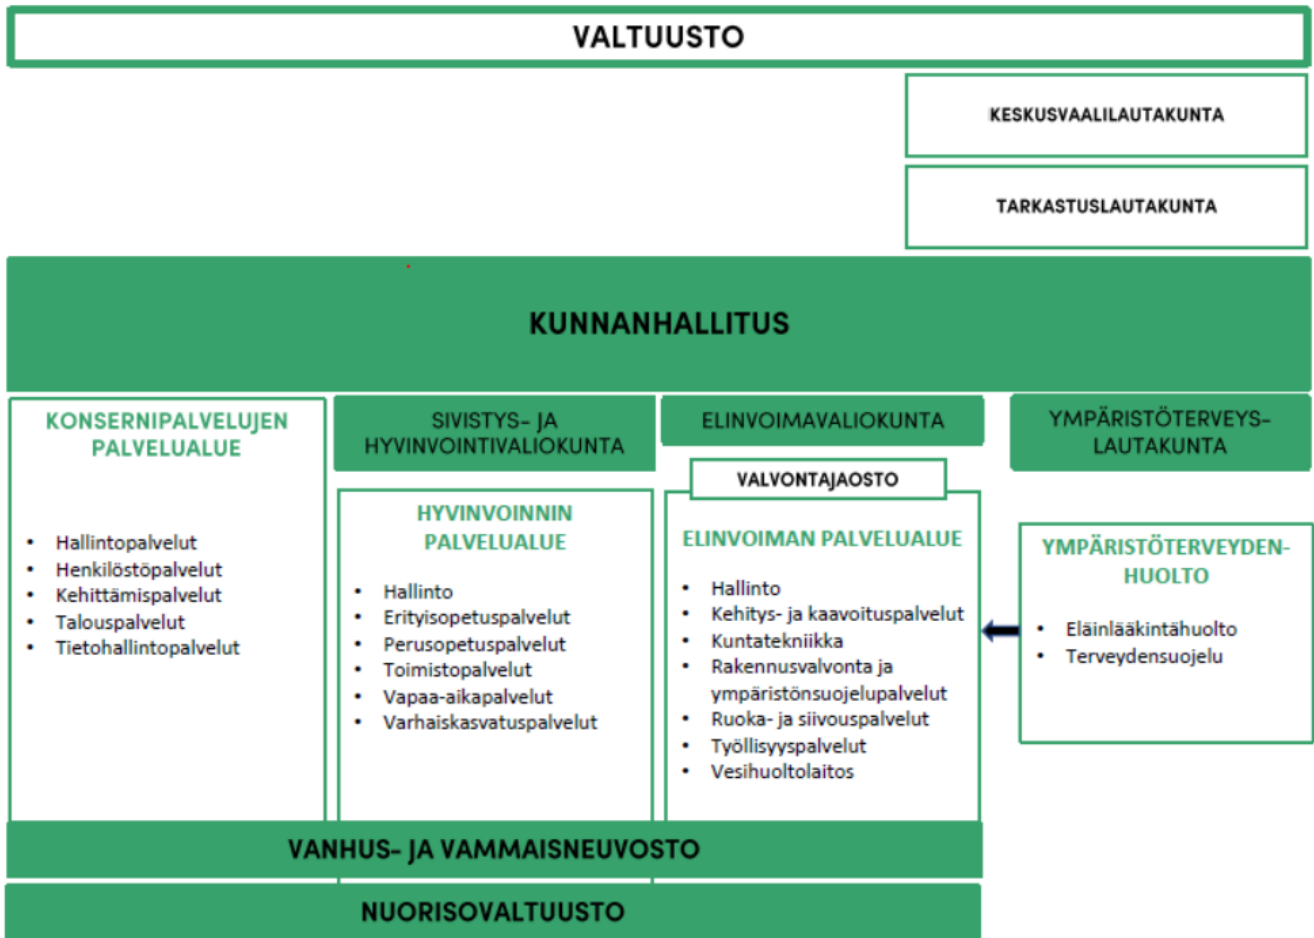 VALTUUSTO
KESKUSVAALILAUTAKUNTA
TARKASTUSLAUTAKUNTA
KUNNANHALLITUS
KONSERNIPALVELUJEN
PALVELUALUE
• Hallintopalvelut
• Henkilöstöpalvelut
• Kehittämispalvelut
• Talouspalvelut
• Tietohallintopalvelut
SIVISTYS- JA
HYVINVOINTIVALIOKUNTA
HYVINVOINNIN
PALVELUALUE
• Hallinto
• Erityisopetuspalvelut
• Perusopetuspalvelut
• Toimistopalvelut
• Vapaa-aikapalvelut
• Varhaiskasvatuspalvelut
ELINVOIMAVALIOKUNTA
VALVONTAJAOSTO
ELINVOIMAN PALVELUALUE
• Hallinto
• Kehitys- ja kaavoituspalvelut
• Kuntatekniikka
• Rakennusvalvonta ja
ympäristönsuojelupalvelut
• Ruoka- ja siivouspalvelut
• Työllisyyspalvelut
• Vesihuoltolaitos
YMPÄRISTÖTERVEYS-
LAUTAKUNTA
YMPÄRISTÖTERVEYDEN-
HUOLTO
• Eläinlääkintähuolto
• Terveydensuojelu
VANHUS- JA VAMMAISNEUVOSTO
NUORISOVALTUUSTO